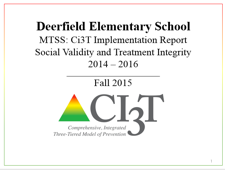 Deerfield Elementary School
MTSS: Ci3T Implementation Report
Social Validity and Treatment Integrity
2014 – 2016
Fall 2015
CI3T
Comprehensive, Integrated
Three-Tiered Model of Prevention
1